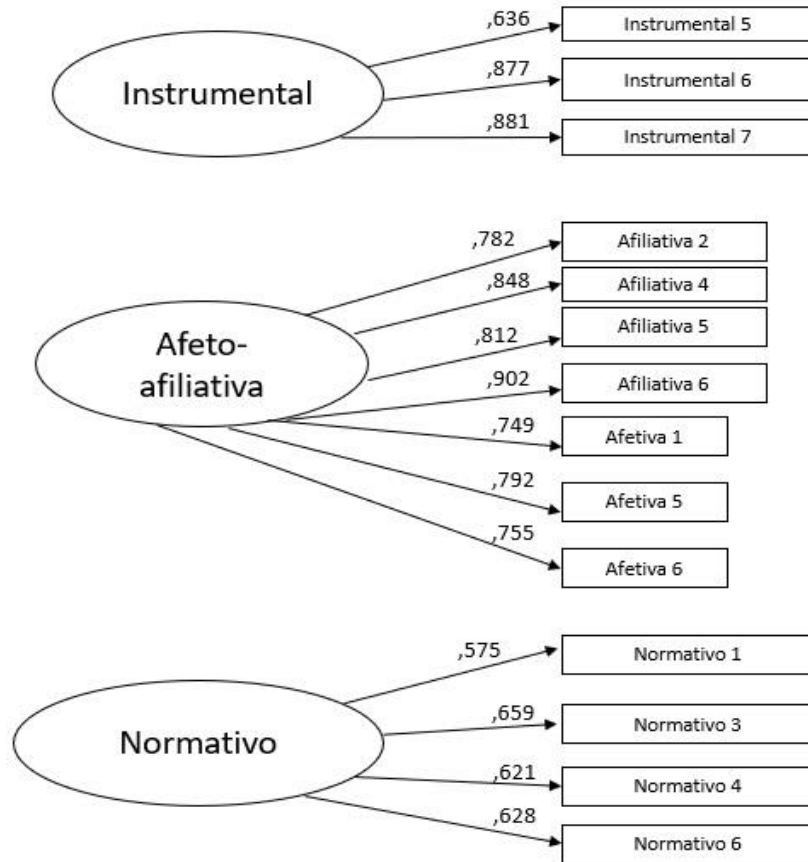 ,636
Instrumental 5
Instrumental
,877
Instrumental 6
,881
Instrumental 7
,782
Afiliativa 2
,848
Afiliativa 4
Afeto-
afiliativa
,812
Afiliativa 5
,902
Afiliativa 6
,749
Afetiva 1
,792
Afetiva 5
,755
Afetiva 6
,575
Normativo 1
Normativo
,659
Normativo 3
,621
Normativo 4
,628
Normativo 6